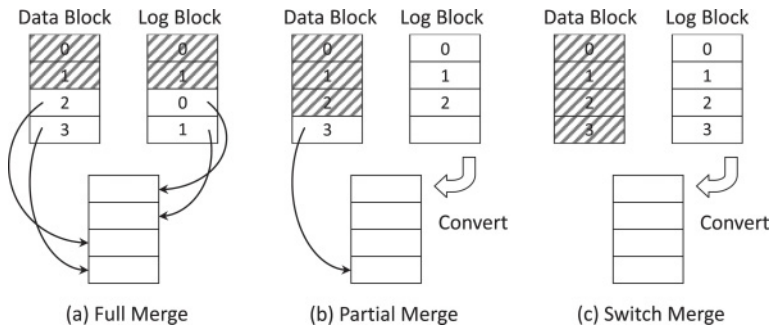 Data Block Log Block
0 0
1 1
2 0
3 1
(a) Full Merge
Data Block Log Block
0 0
1 1
2 2
3
Convert
(b) Partial Merge
Data Block Log Block
0 0
1 1
2 2
3 3
Convert
(c) Switch Merge